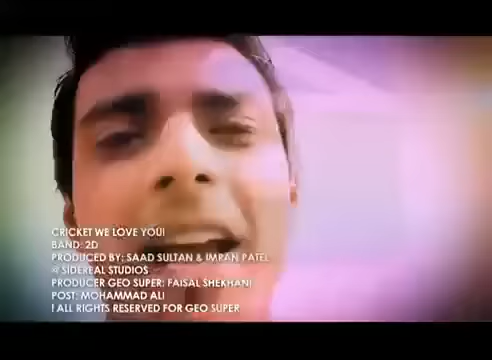 CRICKET WE LOVE YOU!
BAND: 2D
PRODUCED BY: SAAD SULTAN & IMRAN PATEL
@ SIDEREAL STUDIOS
PRODUCER GEO SUPER: FAISAL SHEKHANI
POST: MOHAMMAD ALI
! ALL RIGHTS RESERVED FOR GEO SUPER